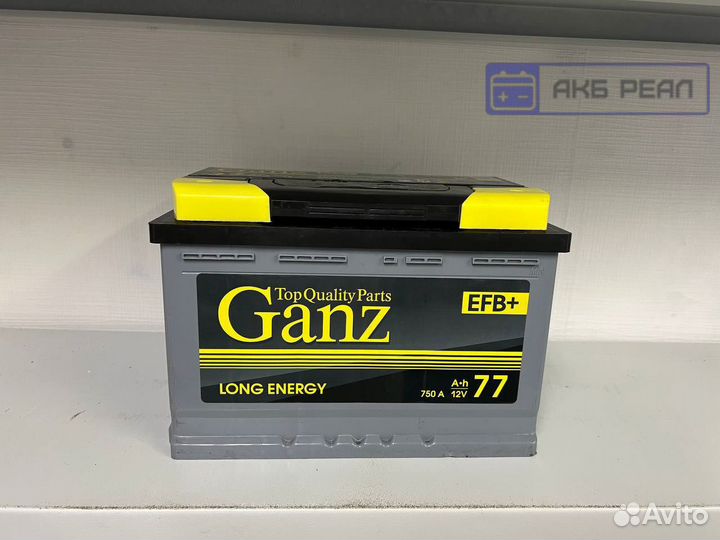 АКБ РЕАЛ
Top Quality Parts
Ganz
EFB+
LONG ENERGY
750 A
A·h
12V
77
Avito